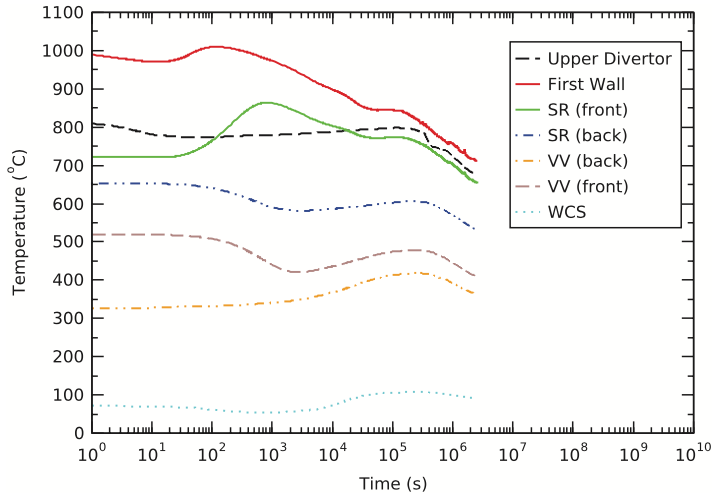 1100
1000
900
800
700
600
500
400
300
200
100
0
Temperature (°C)
10⁰ 10¹ 10² 10³ 10⁴ 10⁵ 10⁶ 10⁷ 10⁸ 10⁹ 10¹⁰
Time (s)
Upper Divertor
First Wall
SR (front)
SR (back)
VV (back)
VV (front)
WCS